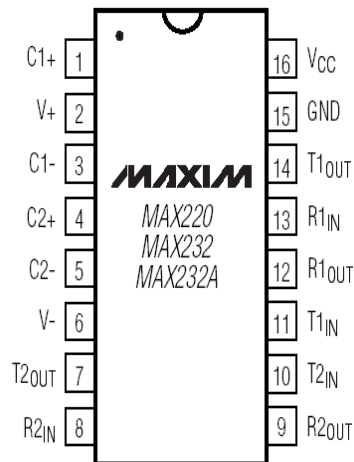 C1+ 1 16 VCC
V+ 2 15 GND
C1- 3 14 T1OUT
MAXIM
C2+ 4 MAX220 13 R1IN
MAX232
C2- 5 MAX232A 12 R1OUT
V- 6 11 T1IN
T2OUT 7 10 T2IN
R2IN 8 9 R2OUT